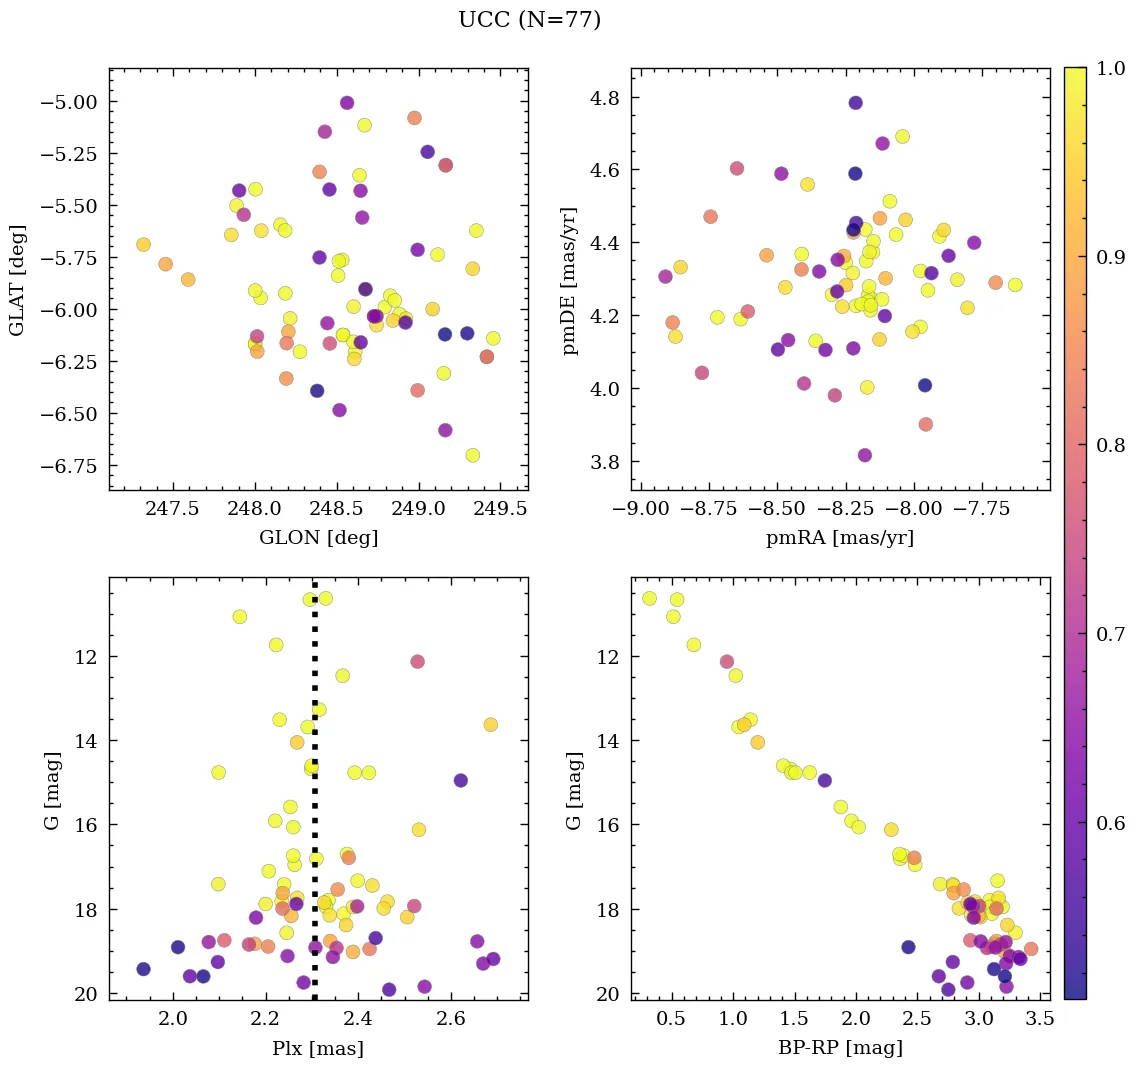 UCC (N=77)
−5.00
−5.25
−5.50
−5.75
−6.00
−6.25
−6.50
−6.75
GLAT [deg]
247.5 248.0 248.5 249.0 249.5
GLON [deg]
4.8
4.6
4.4
4.2
4.0
3.8
pmDE [mas/yr]
−9.00 −8.75 −8.50 −8.25 −8.00 −7.75
pmRA [mas/yr]
12
14
16
18
20
G [mag]
2.0 2.2 2.4 2.6
Plx [mas]
12
14
16
18
20
G [mag]
0.5 1.0 1.5 2.0 2.5 3.0 3.5
BP-RP [mag]
1.0
0.9
0.8
0.7
0.6